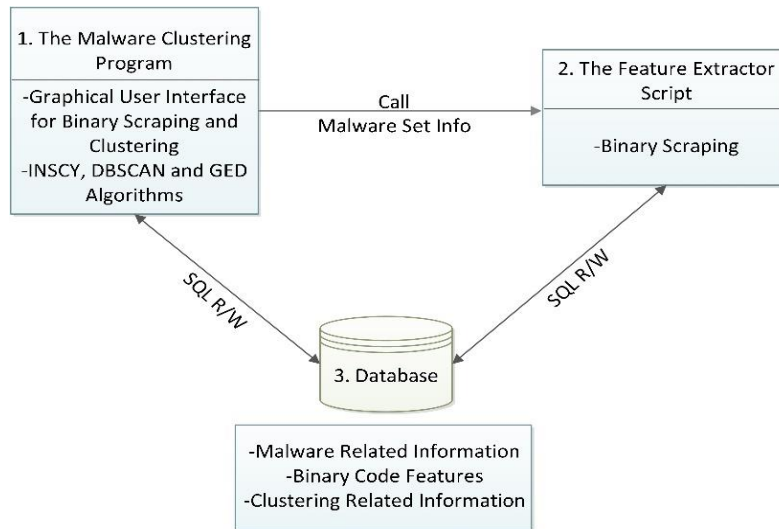 1. The Malware Clustering
Program
-Graphical User Interface
for Binary Scraping and
Clustering
-INSCY, DBSCAN and GED
Algorithms
Call
Malware Set Info
2. The Feature Extractor
Script
-Binary Scraping
SQL R/W
SQL R/W
3. Database
-Malware Related Information
-Binary Code Features
-Clustering Related Information